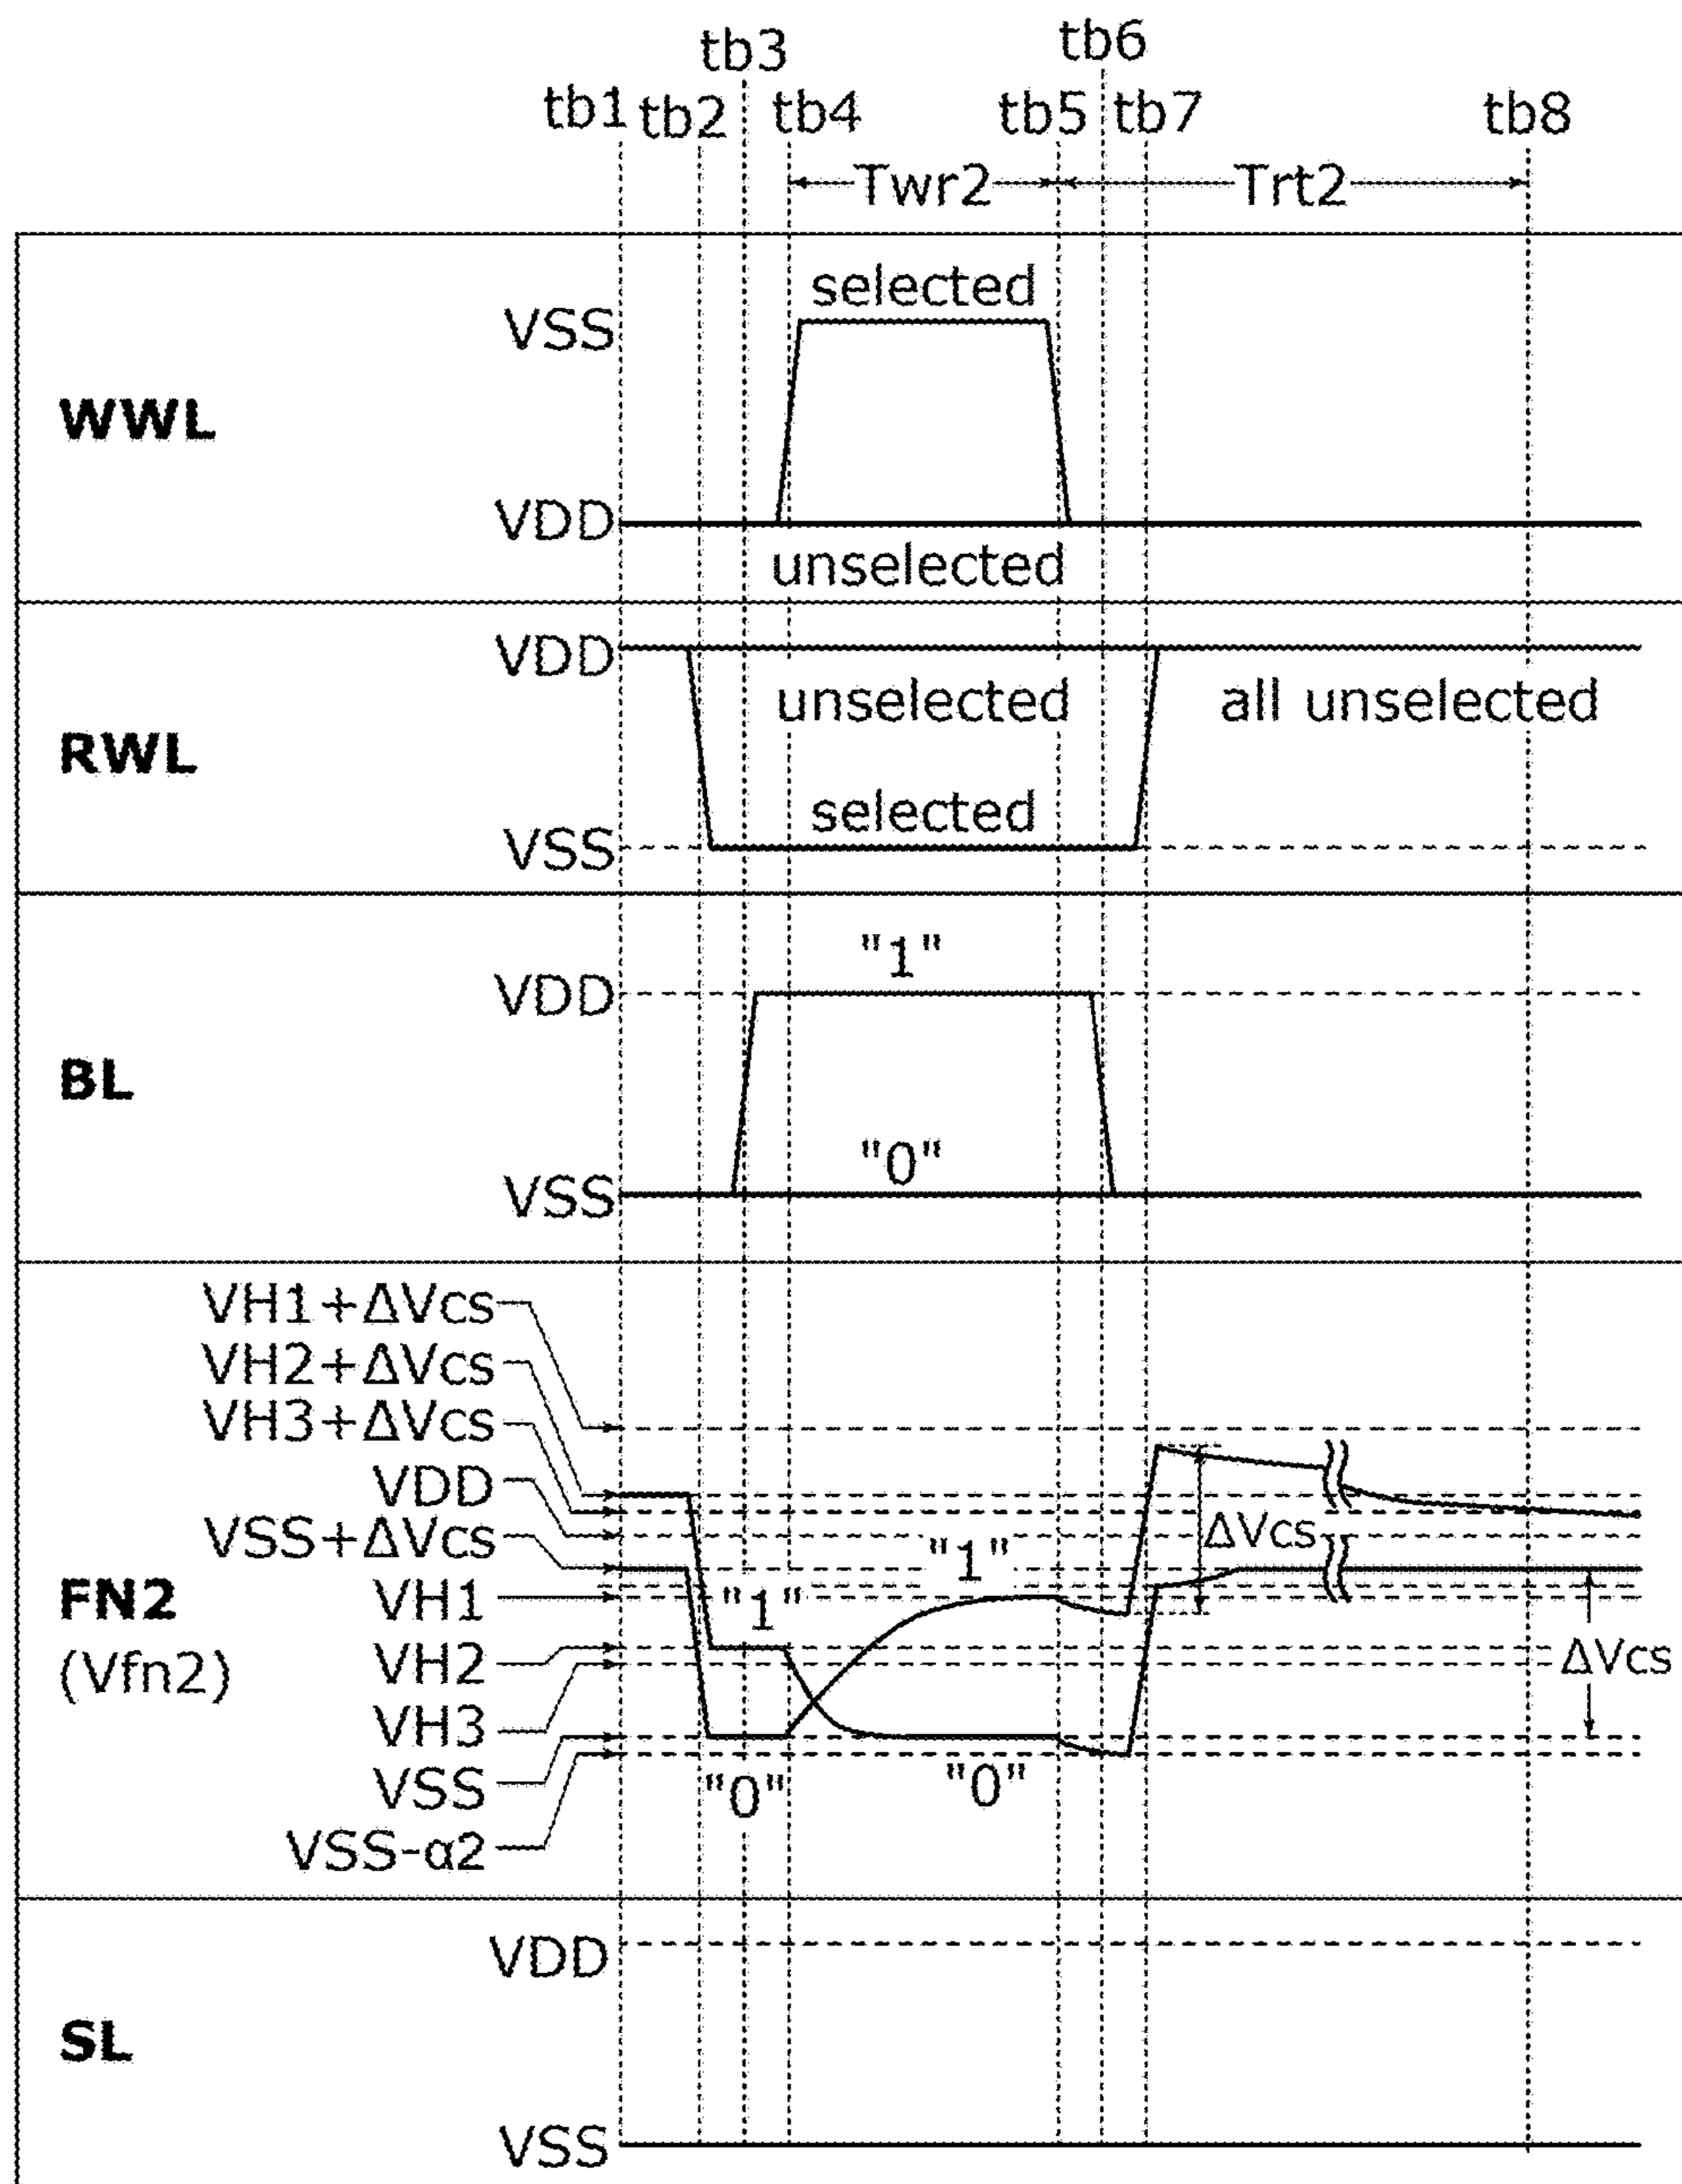 tb3 tb6
tb1 tb2 tb4 tb5 tb7 tb8
Twr2 Trt2
selected
VSS
WWL
VDD
unselected
VDD
unselected all unselected
RWL
selected
VSS
"1"
VDD
BL
"0"
VSS
VH1+ΔVcs
VH2+ΔVcs
VH3+ΔVcs
VDD
VSS+ΔVcs
ΔVcs
"1"
FN2
VH1
"1"
(Vfn2)
VH2
ΔVcs
VH3
VSS
"0" "0"
VSS-α2
VDD
SL
VSS